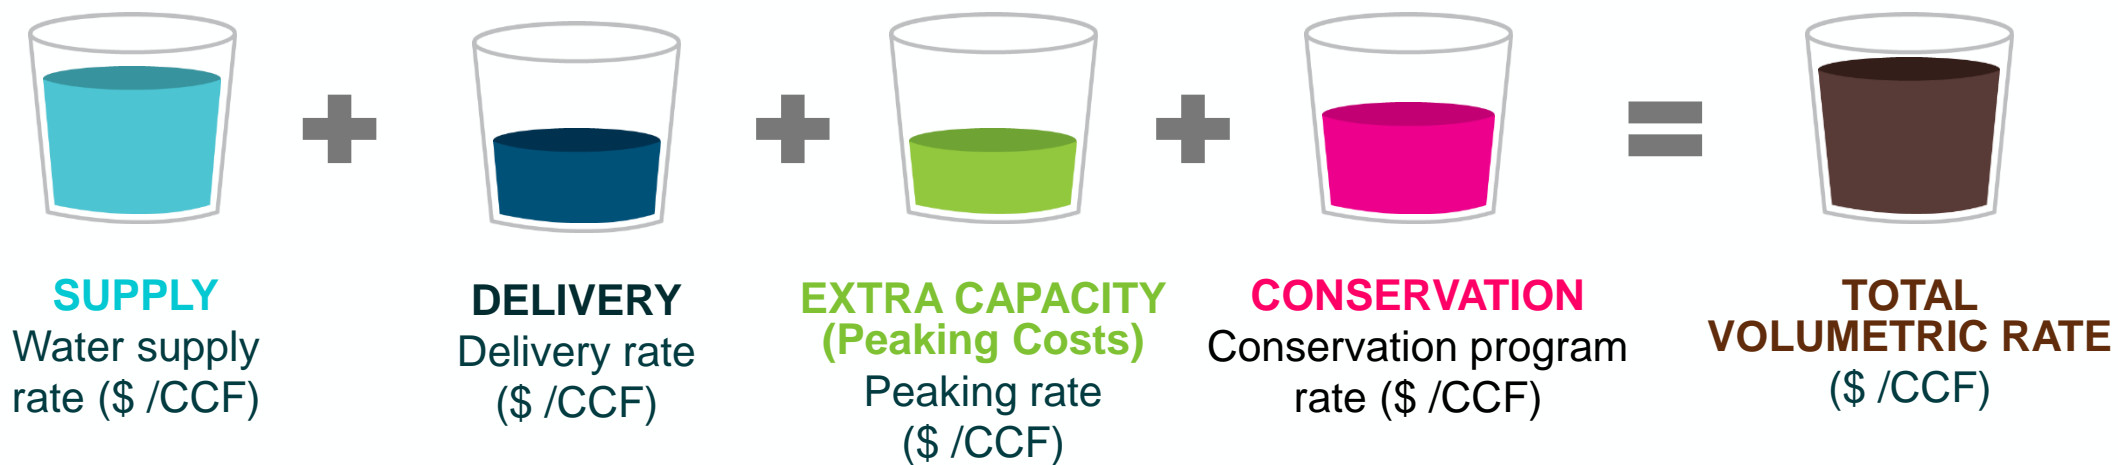 SUPPLY
Water supply
rate ($ /CCF)
DELIVERY
Delivery rate
($ /CCF)
EXTRA CAPACITY
(Peaking Costs)
Peaking rate
($ /CCF)
CONSERVATION
Conservation program
rate ($ /CCF)
TOTAL
VOLUMETRIC RATE
($ /CCF)